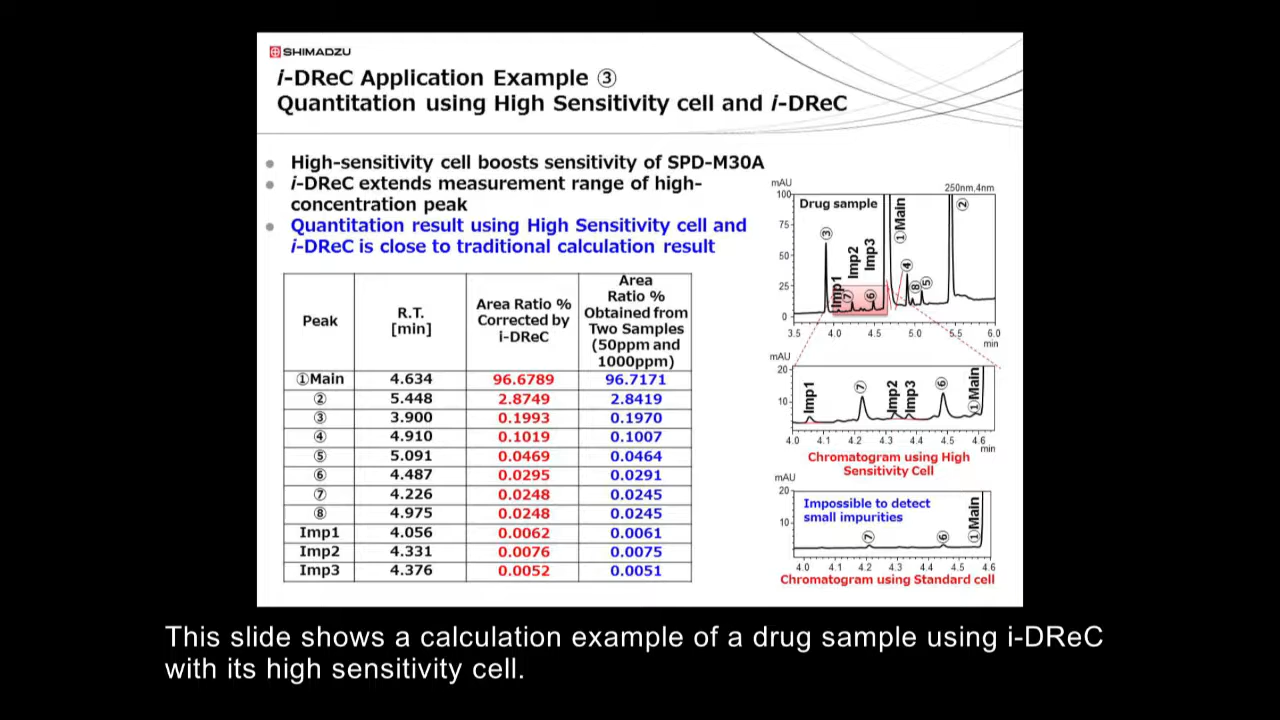 SHIMADZU
i-DReC Application Example ③
Quantitation using High Sensitivity cell and i-DReC
● High-sensitivity cell boosts sensitivity of SPD-M30A
● i-DReC extends measurement range of high-
concentration peak
● Quantitation result using High Sensitivity cell and
i-DReC is close to traditional calculation result
Peak
R.T.
[min]
Area Ratio %
Corrected by
i-DReC
Area
Ratio %
Obtained from
Two Samples
(50ppm and
1000ppm)
①Main 4.634 96.6789 96.7171
② 5.448 2.8749 2.8419
③ 3.900 0.1993 0.1970
④ 4.910 0.1019 0.1007
⑤ 5.091 0.0469 0.0464
⑥ 4.487 0.0295 0.0291
⑦ 4.226 0.0248 0.0245
⑧ 4.975 0.0248 0.0245
Imp1 4.056 0.0062 0.0061
Imp2 4.331 0.0076 0.0075
Imp3 4.376 0.0052 0.0051
mAU
250nm,4nm
100
75
50
25
0
Drug sample
③
Imp1
⑦
Imp2
Imp3
⑥
①Main
④
⑧
⑤
②
3.5 4.0 4.5 5.0 5.5 6.0
min
mAU
20
10
Imp1
⑦
Imp2
Imp3
⑥
①Main
4.0 4.1 4.2 4.3 4.4 4.5 4.6
min
Chromatogram using High
Sensitivity Cell
mAU
20
10
Impossible to detect
small impurities
⑦
⑥
①Main
4.0 4.1 4.2 4.3 4.4 4.5 4.6
Chromatogram using Standard cell
This slide shows a calculation example of a drug sample using i-DReC
with its high sensitivity cell.